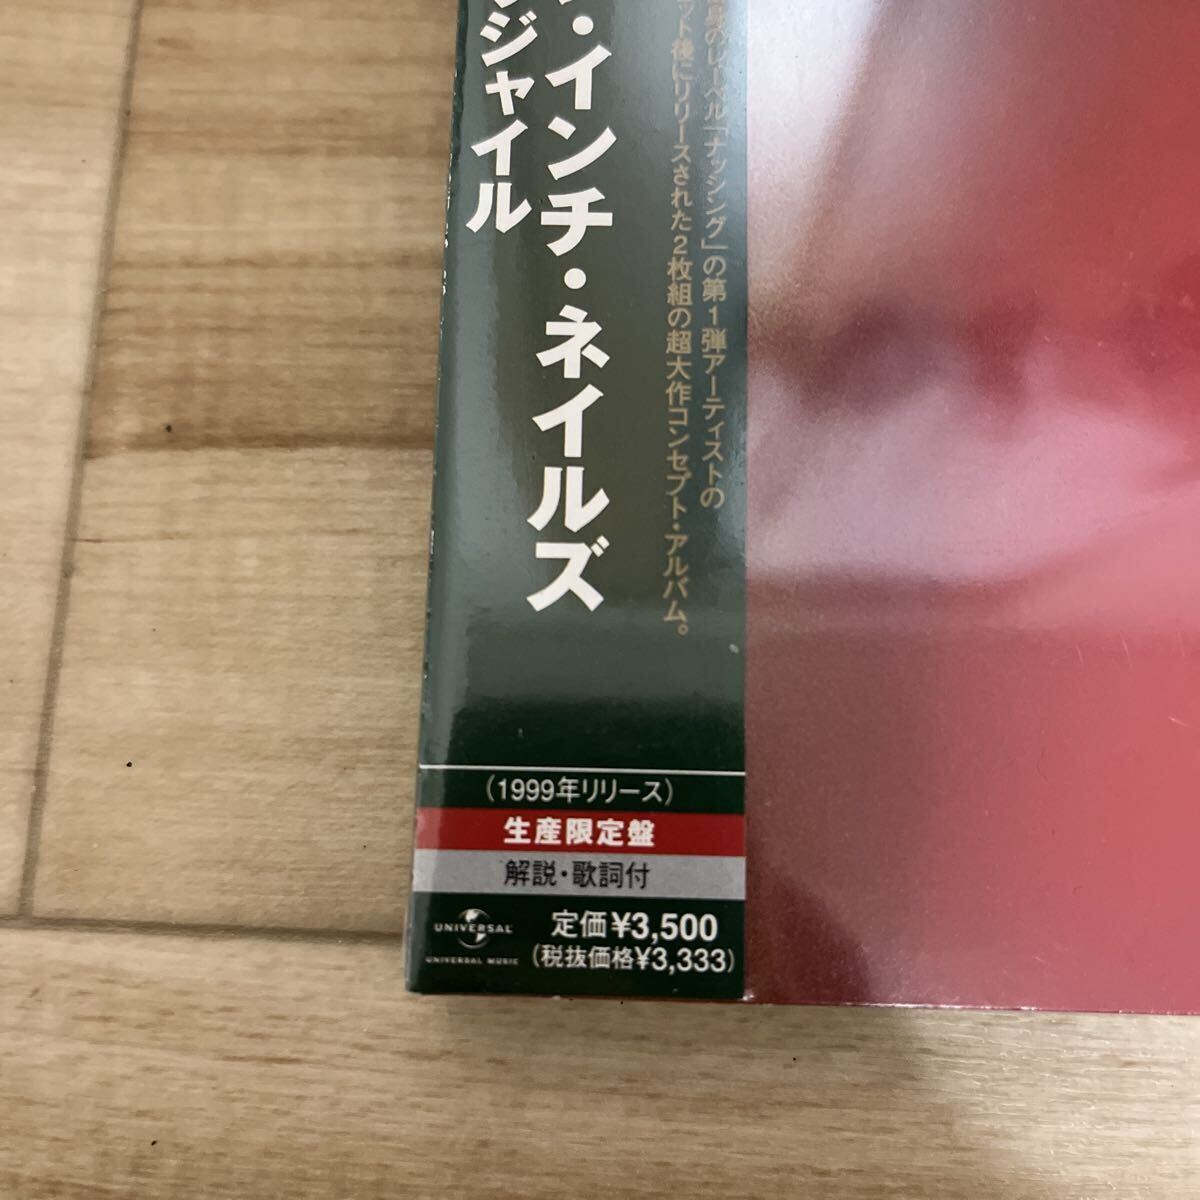 ・インチ・ネイルズ
ジャイル
身のレーベル「ナッシング」の第1弾アーティストの
ット後にリリースされた2枚組の超大作コンセプト・アルバム。
(1999年リリース)
生産限定盤
解説・歌詞付
定価¥3,500
(税抜価格¥3,333)
UNIVERSAL
UNIVERSAL MUSIC